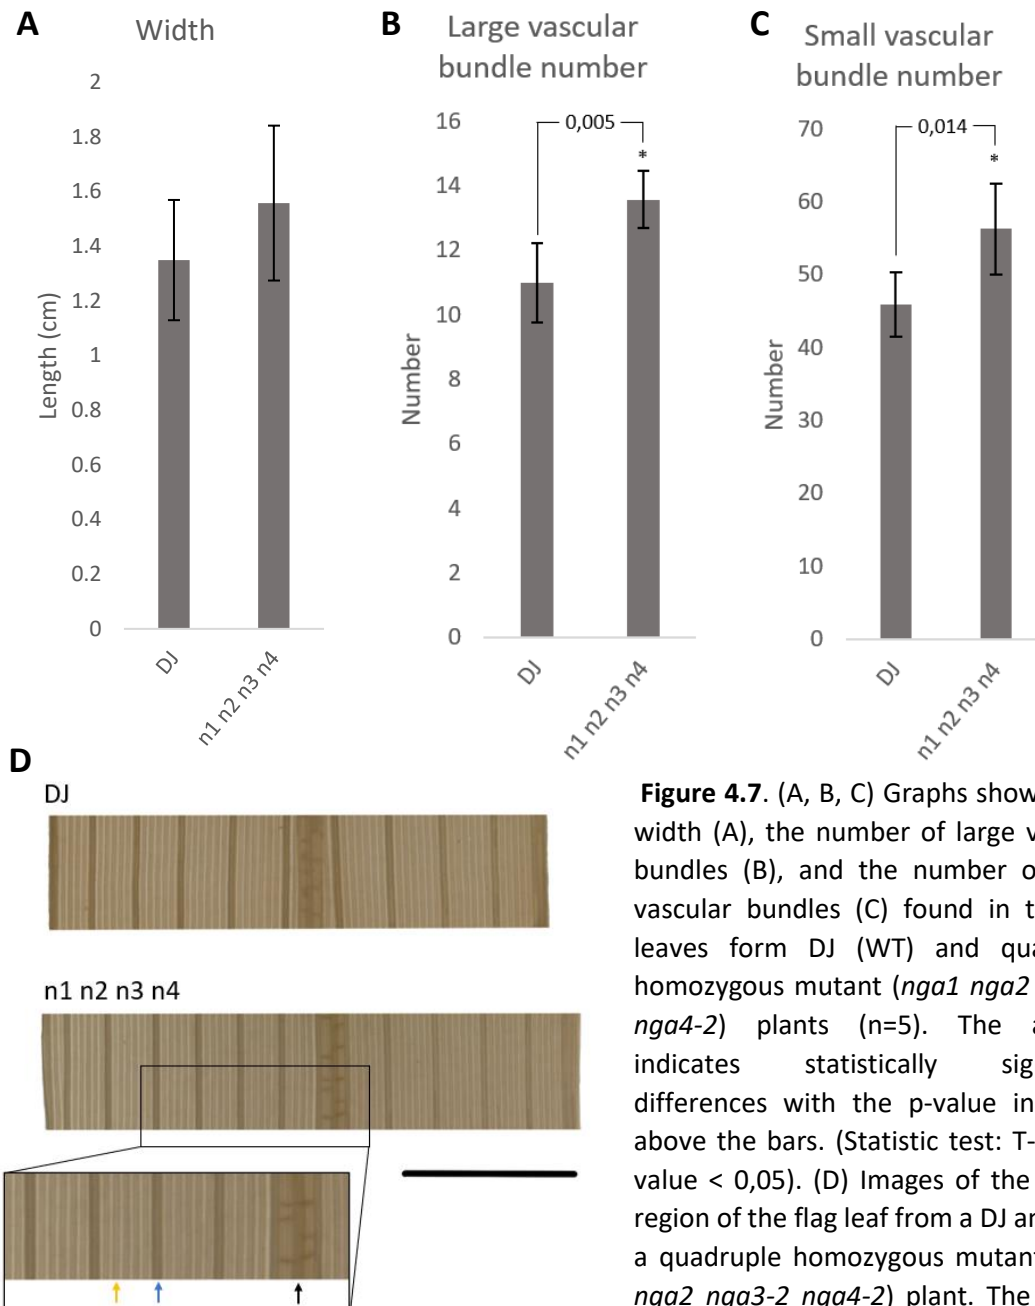 A
Width
2
1.8
1.6
1.4
1.2
1
0.8
0.6
0.4
0.2
0
Length (cm)
DJ
n1 n2 n3 n4
B
Large vascular
bundle number
16
14
12
10
8
6
4
2
0
Number
0,005
*
DJ
n1 n2 n3 n4
C
Small vascular
bundle number
70
60
50
40
30
20
10
0
Number
0,014
*
DJ
n1 n2 n3 n4
D
DJ
n1 n2 n3 n4
Figure 4.7. (A, B, C) Graphs show
width (A), the number of large v
bundles (B), and the number o
vascular bundles (C) found in t
leaves form DJ (WT) and qua
homozygous mutant (nga1 nga2
nga4-2) plants (n=5). The a
indicates statistically sig
differences with the p-value in
above the bars. (Statistic test: T-
value < 0,05). (D) Images of the
region of the flag leaf from a DJ an
a quadruple homozygous mutant
nga2 nga3-2 nga4-2) plant. The